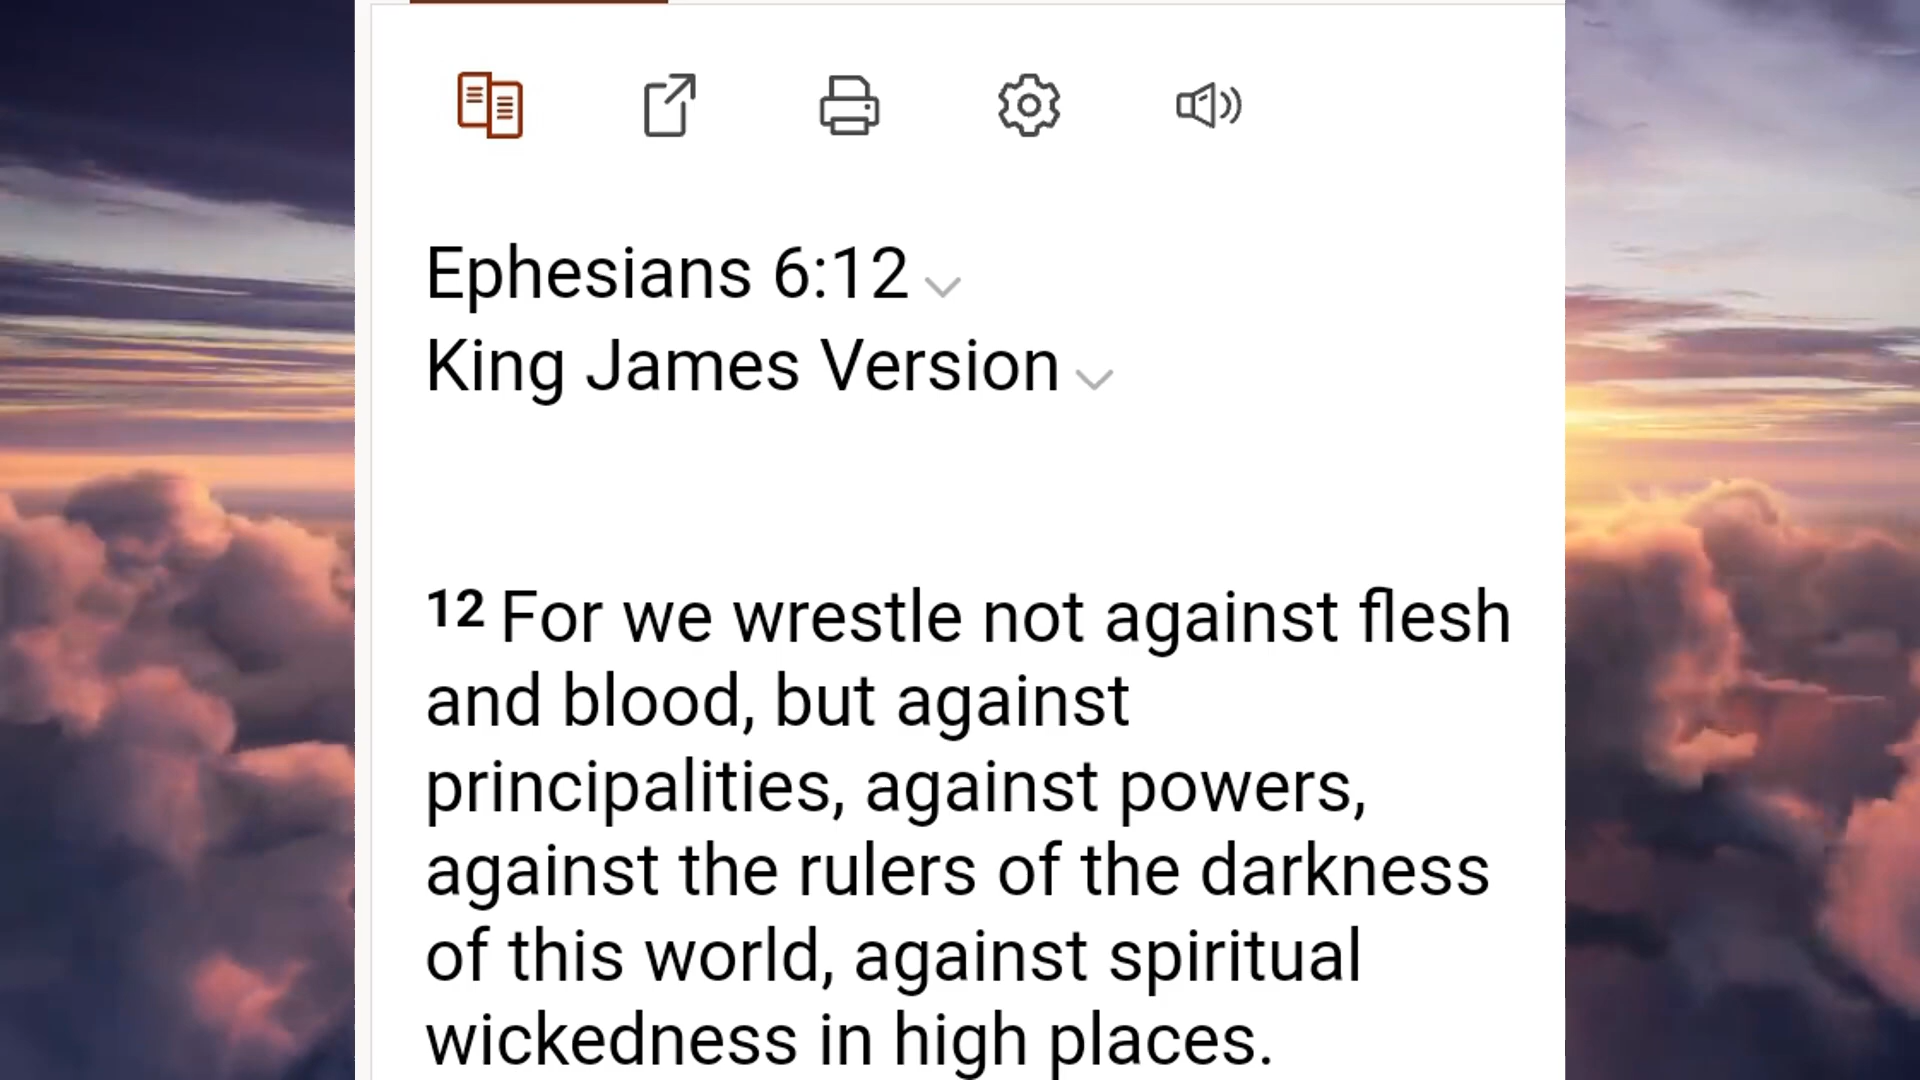 Ephesians 6:12
King James Version
12 For we wrestle not against flesh
and blood, but against
principalities, against powers,
against the rulers of the darkness
of this world, against spiritual
wickedness in high places.